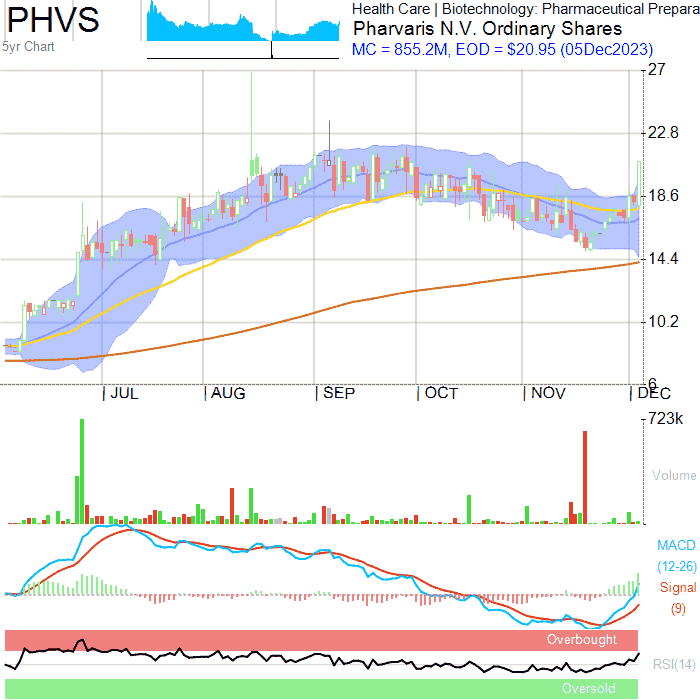 PHVS
5yr Chart
Health Care | Biotechnology: Pharmaceutical Prepara
Pharvaris N.V. Ordinary Shares
MC = 855.2M, EOD = $20.95 (05Dec2023)
27
22.8
18.6
14.4
10.2
6
JUL
AUG
SEP
OCT
NOV
DEC
723k
Volume
MACD
(12-26)
Signal
(9)
Overbought
RSI(14)
Oversold